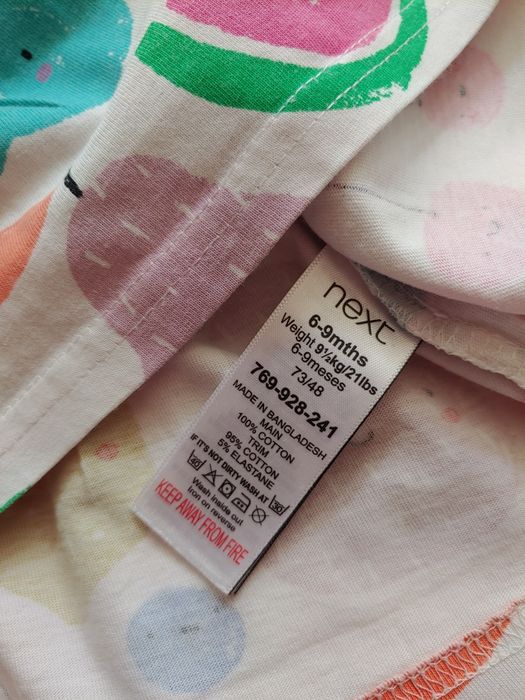 next
6-9mths
Weight 9½kg/21lbs
6-9meses
73/48
769-928-241
MADE IN BANGLADESH
MAIN
100% COTTON
TRIM
95% COTTON
5% ELASTANE
IF IT'S NOT DIRTY WASH AT 30
40
Wash inside out
Iron on reverse
KEEP AWAY FROM FIRE